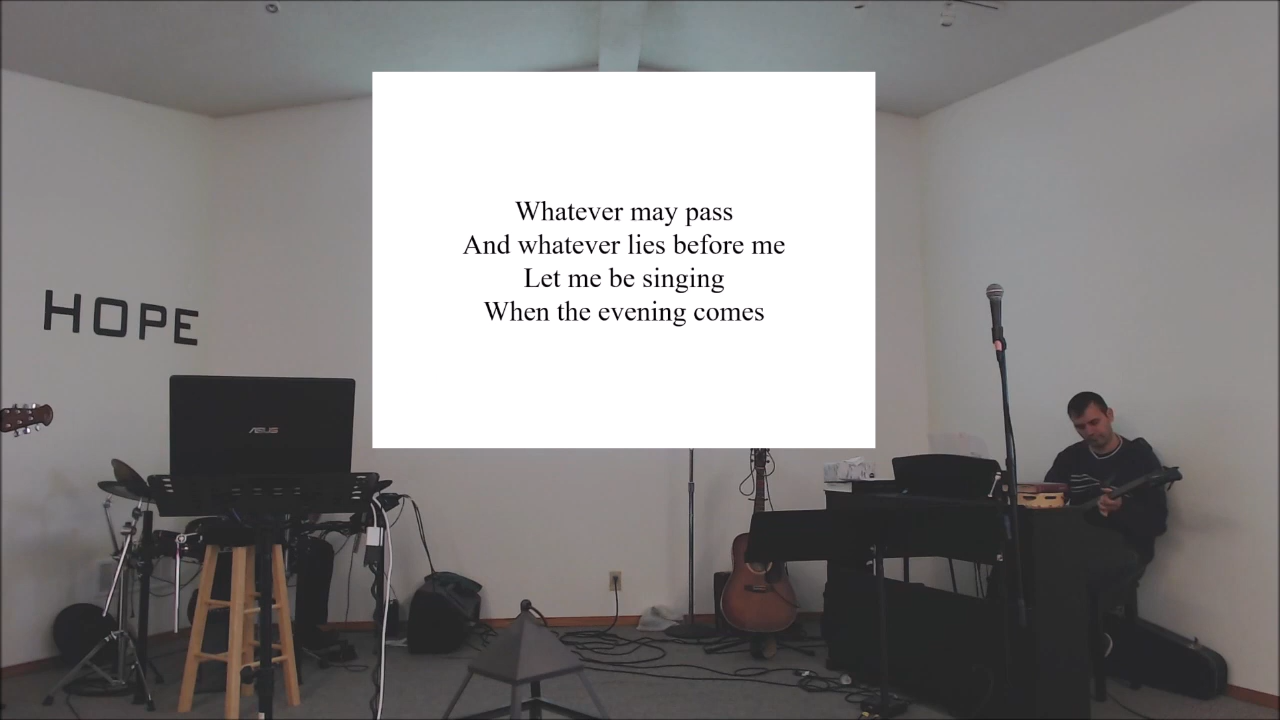 Whatever may pass
And whatever lies before me
Let me be singing
When the evening comes
HOPE
ASUS